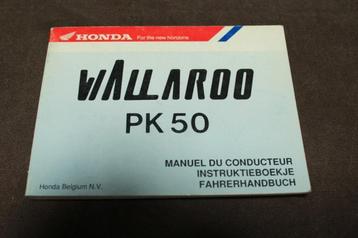 HONDA For the new horizons
WALLAROO
PK 50
MANUEL DU CONDUCTEUR
INSTRUKTIEBOEKJE
FAHRERHANDBUCH
Honda Belgium N.V.